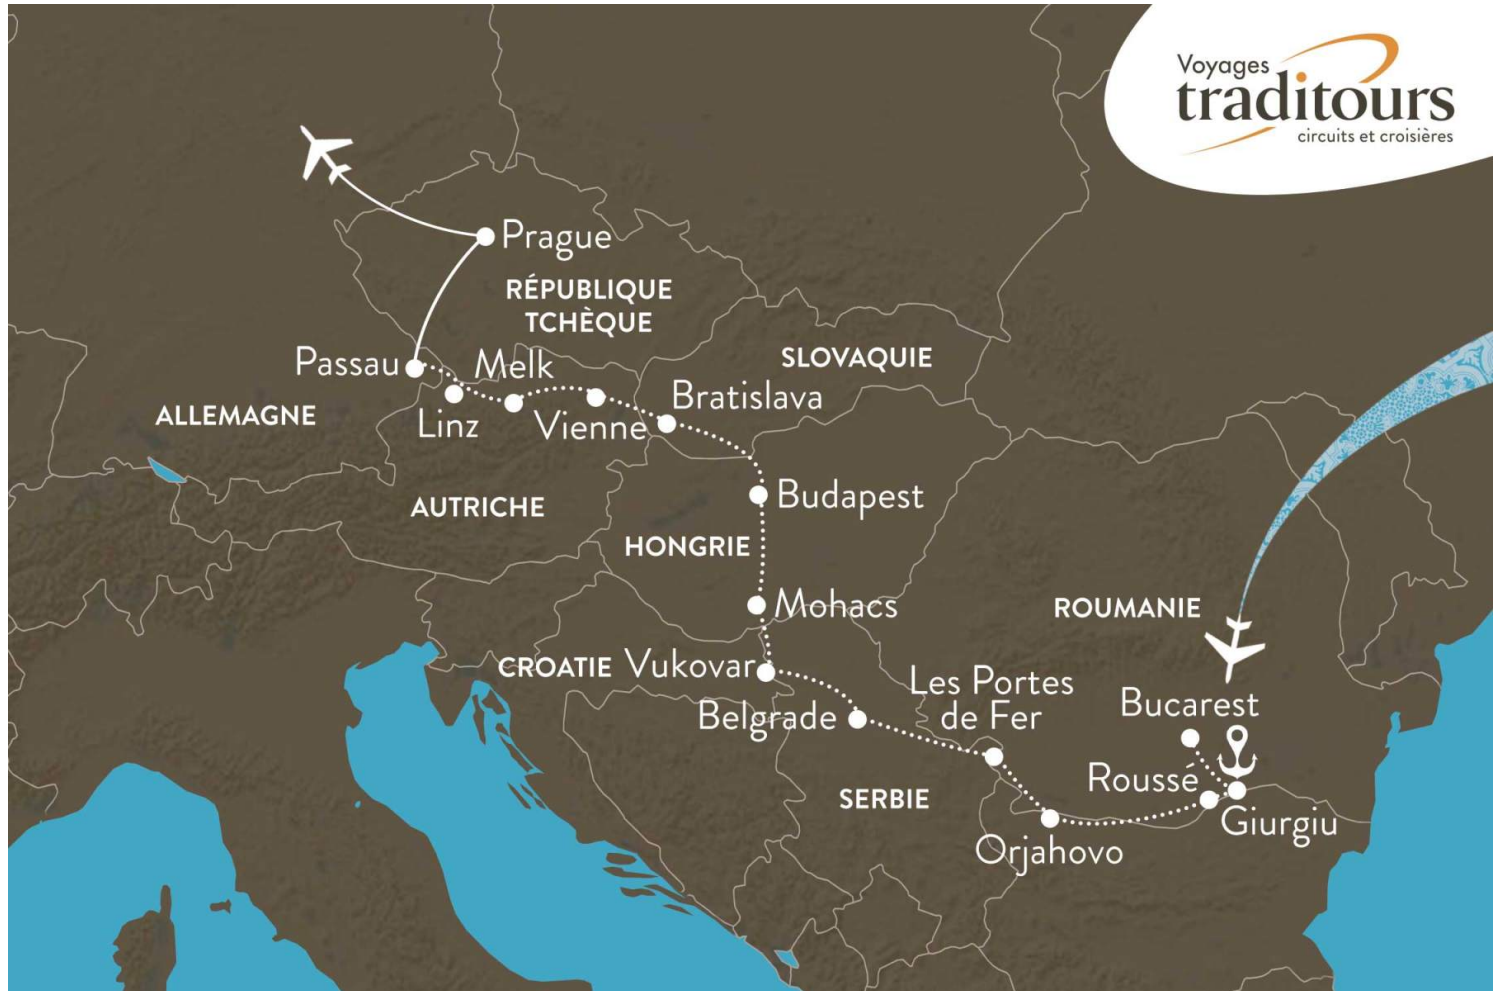 Voyages
traditours
circuits et croisières
Prague
RÉPUBLIQUE
TCHÈQUE
Passau
Melk
SLOVAQUIE
Linz
Vienne
Bratislava
ALLEMAGNE
AUTRICHE
Budapest
HONGRIE
Mohacs
ROUMANIE
CROATIE
Vukovar
Belgrade
Les Portes
de Fer
Bucarest
Roussé
SERBIE
Giurgiu
Orjahovo